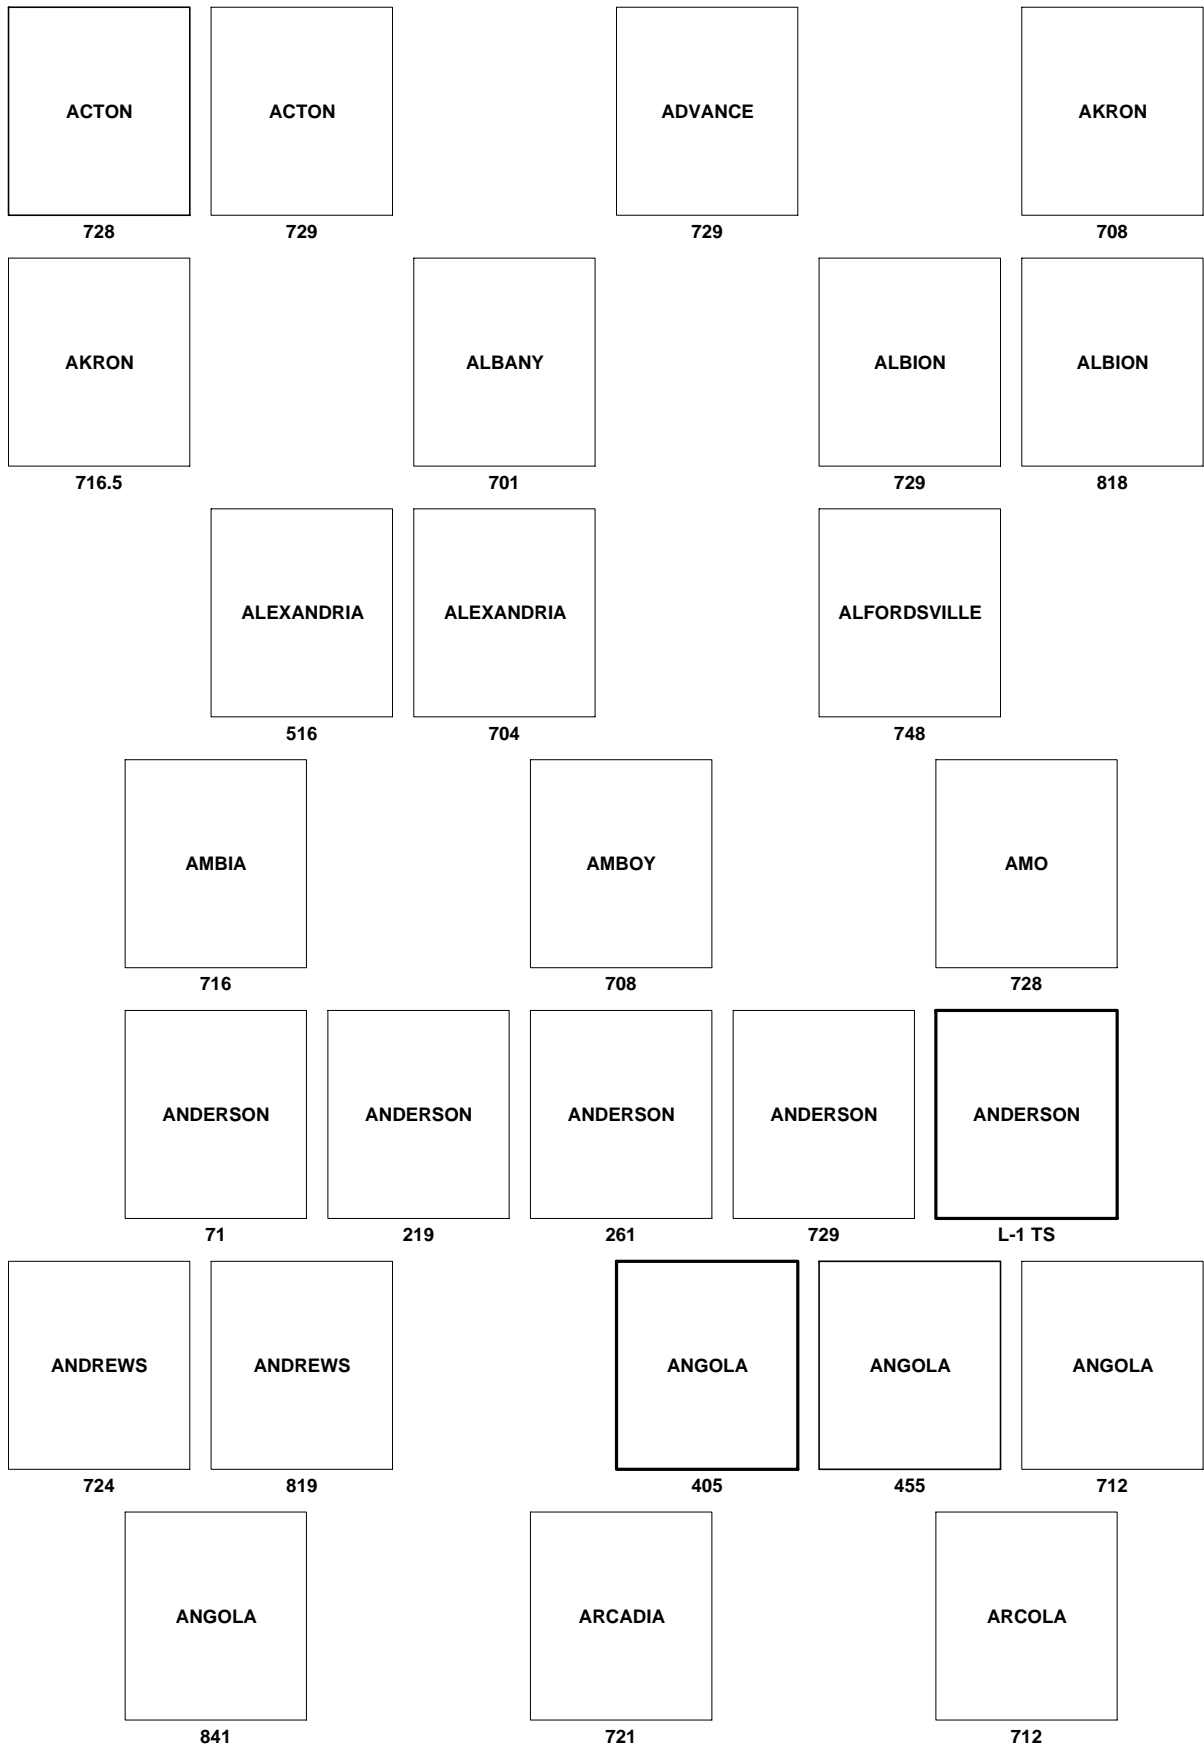 ACTON ACTON ADVANCE AKRON
728 729 729 708
AKRON ALBANY ALBION ALBION
716.5 701 729 818
ALEXANDRIA ALEXANDRIA ALFORDSVILLE
516 704 748
AMBIA AMBOY AMO
716 708 728
ANDERSON ANDERSON ANDERSON ANDERSON ANDERSON
71 219 261 729 L-1 TS
ANDREWS ANDREWS ANGOLA ANGOLA ANGOLA
724 819 405 455 712
ANGOLA ARCADIA ARCOLA
841 721 712